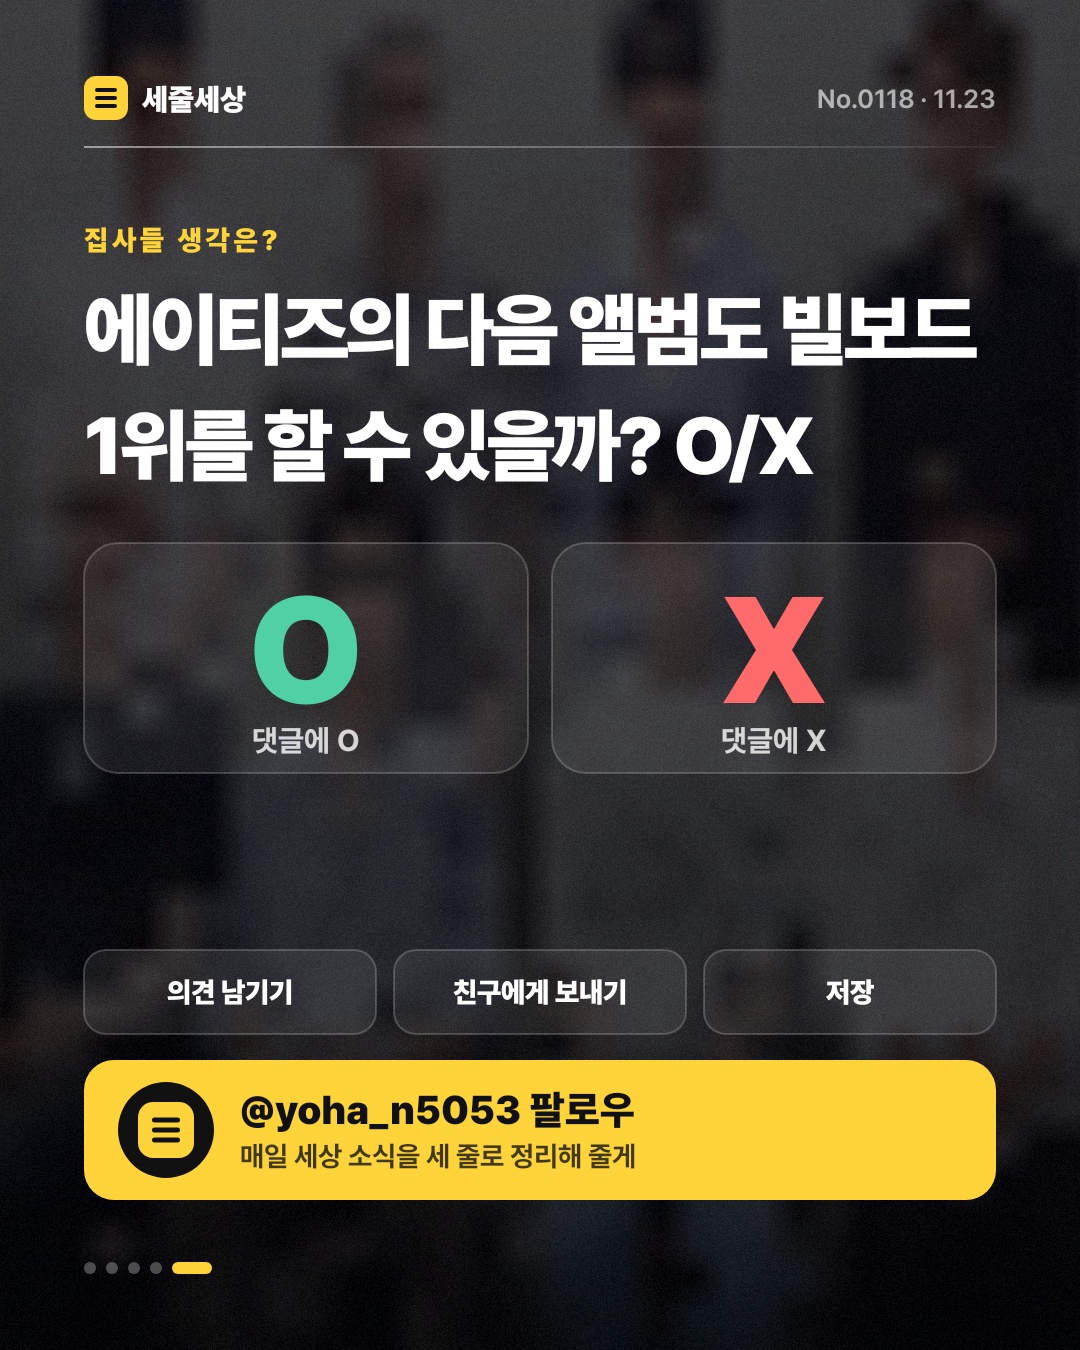 세줄세상
No.0118 · 11.23
집사들 생각은?
에이티즈의 다음 앨범도 빌보드
1위를 할 수 있을까? O/X
O
댓글에 O
X
댓글에 X
의견 남기기
친구에게 보내기
저장
@yoha_n5053 팔로우
매일 세상 소식을 세 줄로 정리해 줄게